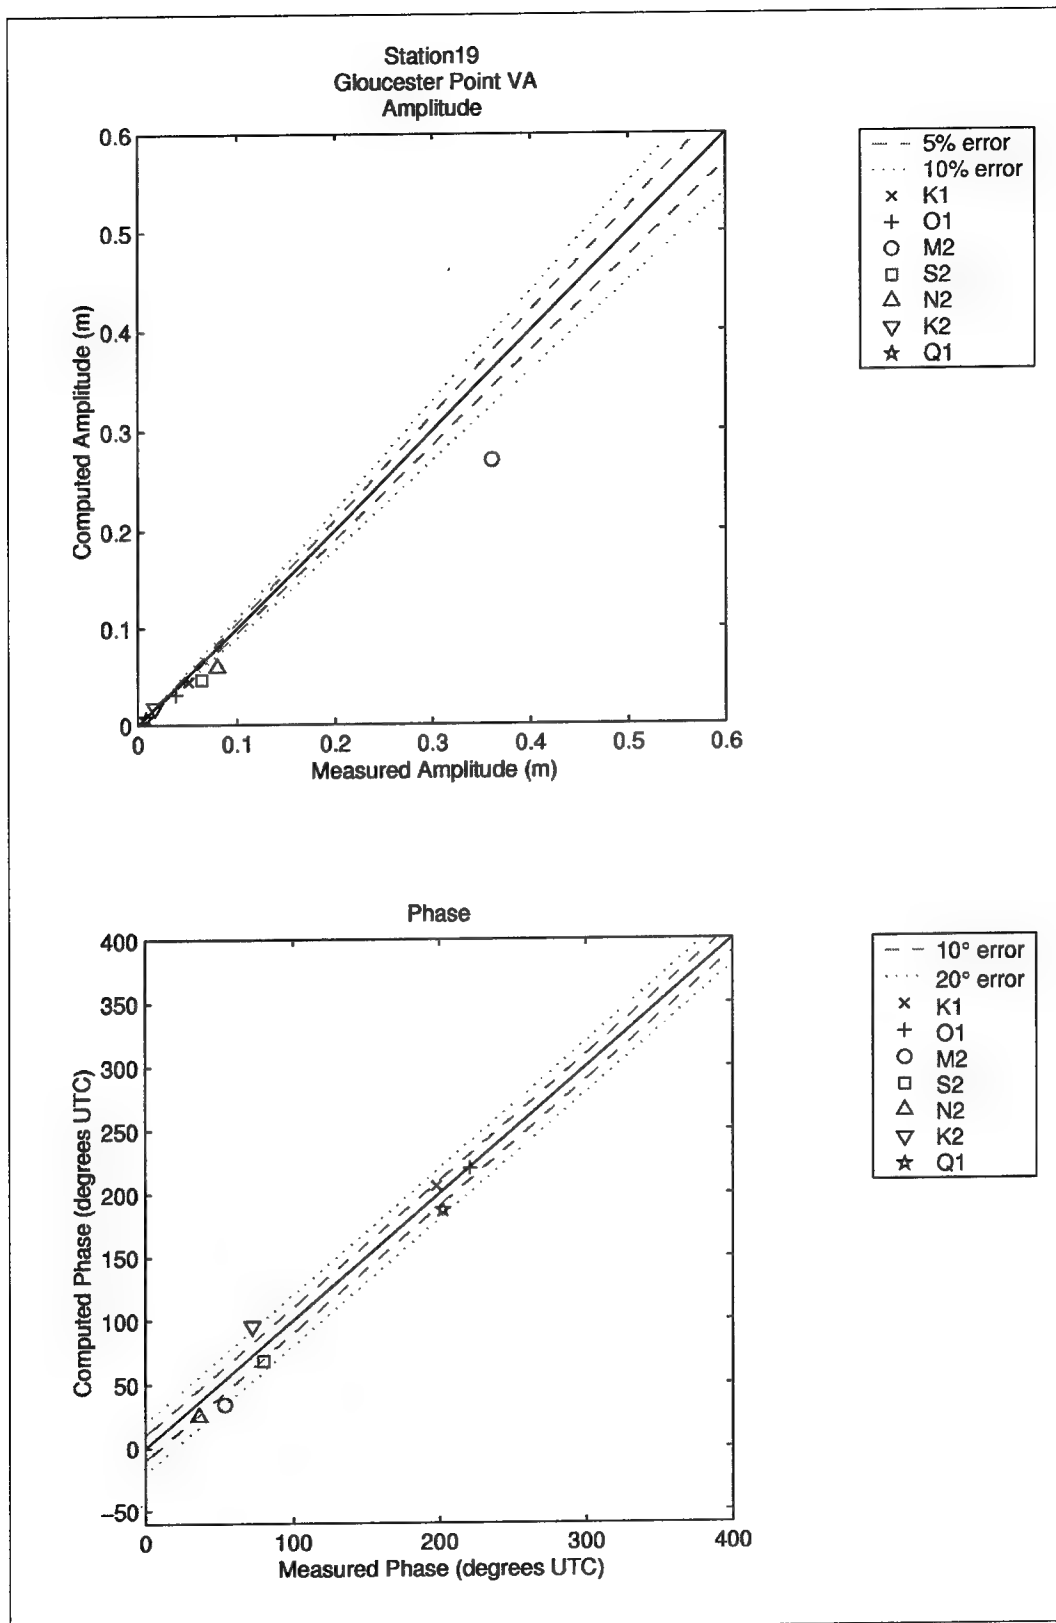 Station19
Gloucester Point VA
Amplitude
0.6
0.5
0.4
0.3
0.2
0.1
0
Computed Amplitude (m)
0 0.1 0.2 0.3 0.4 0.5 0.6
Measured Amplitude (m)
5% error
10% error
K1
O1
M2
S2
N2
K2
Q1
Phase
400
350
300
250
200
150
100
50
0
–50
Computed Phase (degrees UTC)
0 100 200 300 400
Measured Phase (degrees UTC)
10° error
20° error
K1
O1
M2
S2
N2
K2
Q1